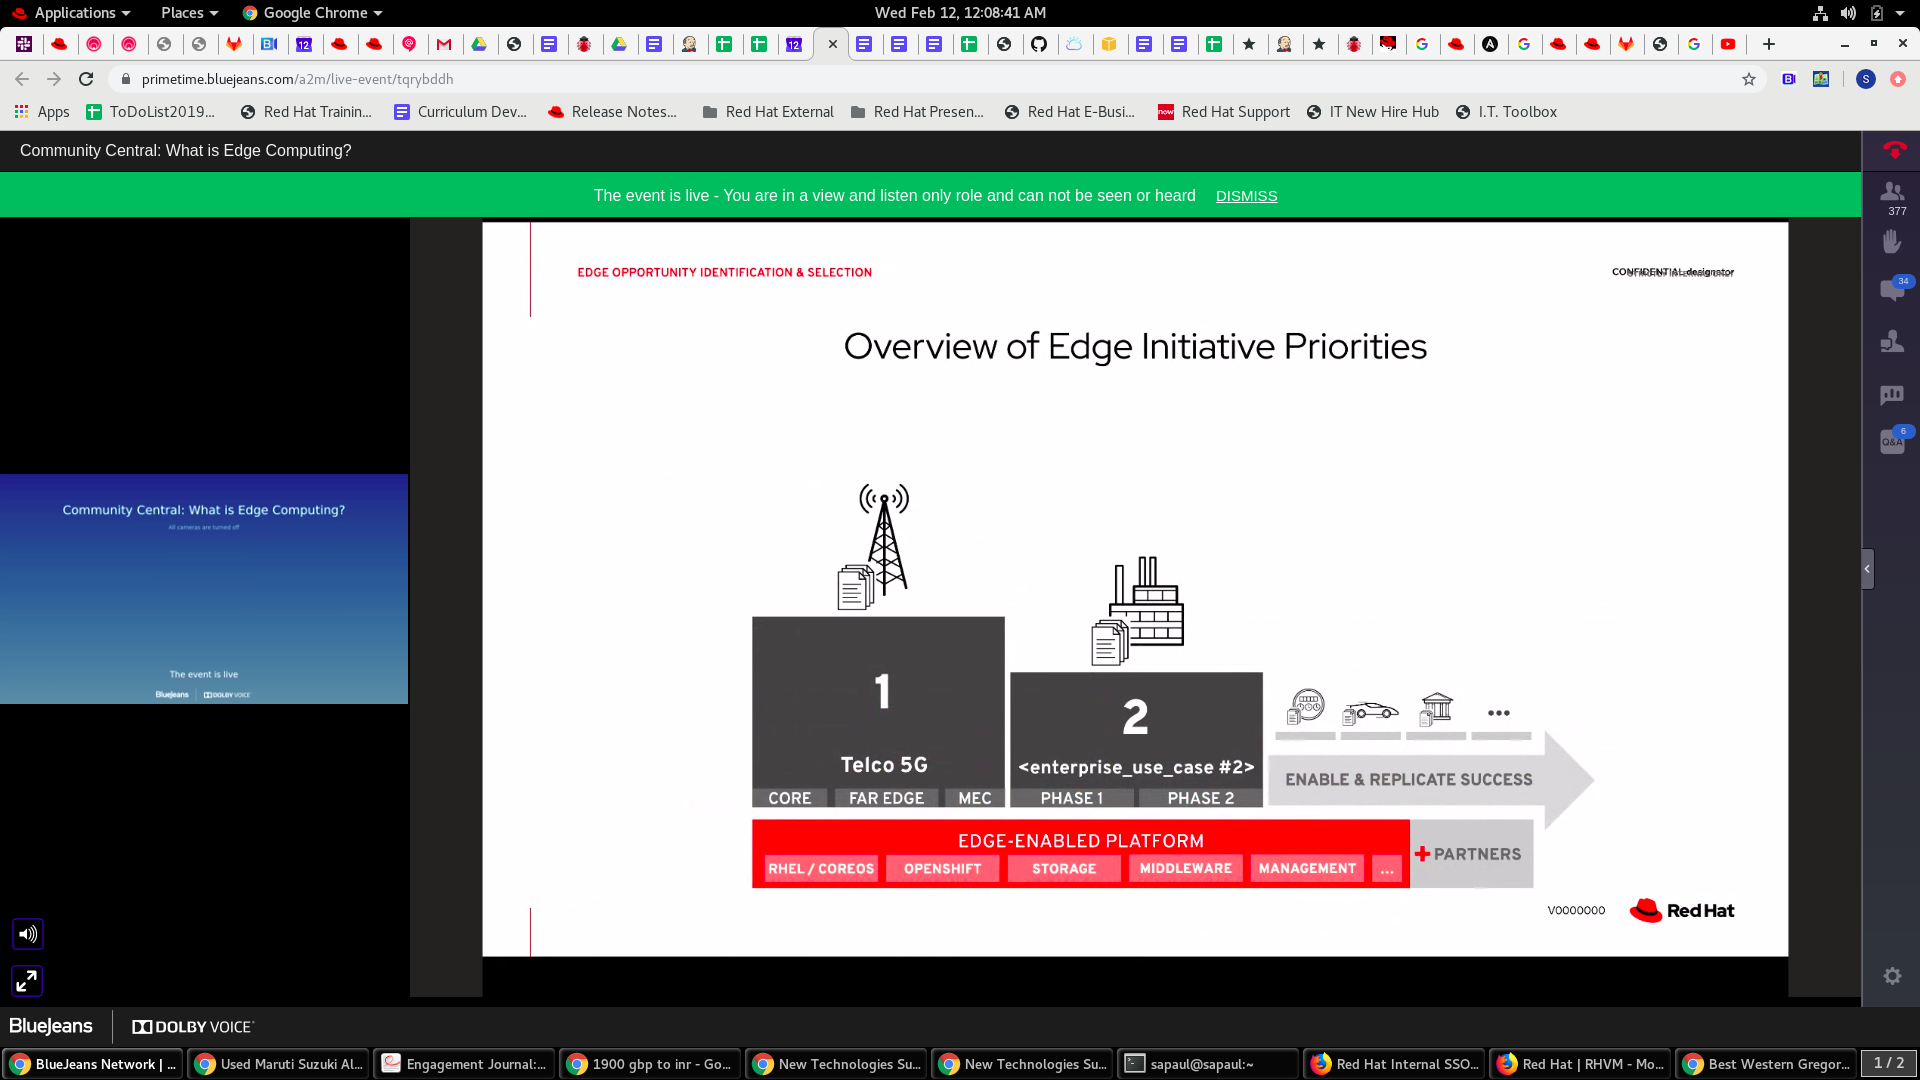 Applications Places Google Chrome Wed Feb 12, 12:08:41 AM
12 12
primetime.bluejeans.com/a2m/live-event/tqrybddh S
Apps ToDoList2019... Red Hat Trainin... Curriculum Dev... Release Notes... Red Hat External Red Hat Presen... Red Hat E-Busi... now Red Hat Support IT New Hire Hub I.T. Toolbox
Community Central: What is Edge Computing?
The event is live - You are in a view and listen only role and can not be seen or heard DISMISS
377
34
6
Q&A
EDGE OPPORTUNITY IDENTIFICATION & SELECTION
CONFIDENTIAL designator
Overview of Edge Initiative Priorities
Community Central: What is Edge Computing?
All cameras are turned off
The event is live
BlueJeans DOLBY VOICE
1
Telco 5G
CORE FAR EDGE MEC
2
<enterprise_use_case #2>
PHASE 1 PHASE 2
...
ENABLE & REPLICATE SUCCESS
EDGE-ENABLED PLATFORM
RHEL / COREOS OPENSHIFT STORAGE MIDDLEWARE MANAGEMENT ...
+ PARTNERS
V0000000 Red Hat
BlueJeans DOLBY VOICE
BlueJeans Network | ... Used Maruti Suzuki Al... Engagement Journal:... 1900 gbp to inr - Go... New Technologies Su... New Technologies Su... sapaul@sapaul:~ Red Hat Internal SSO... Red Hat | RHVM - Mo... Best Western Gregor... 1 / 2